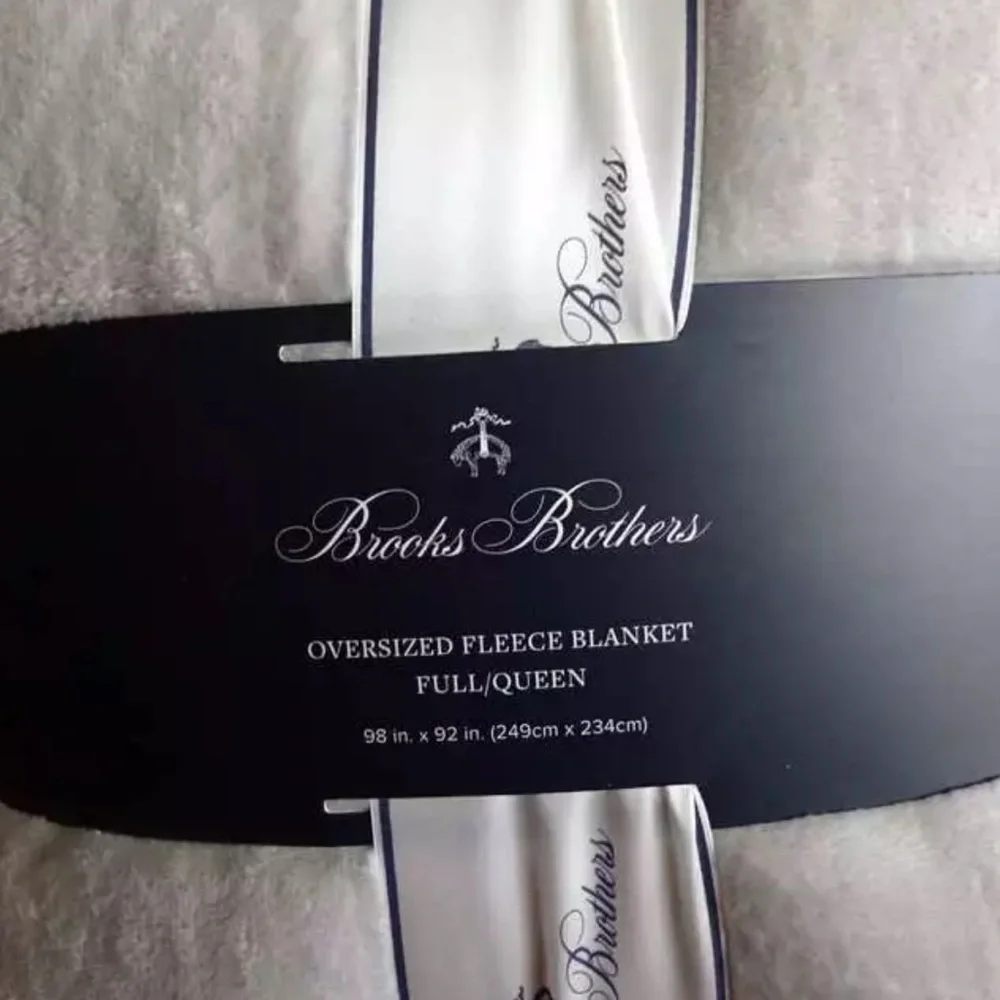 Brothers
Brooks Brothers
OVERSIZED FLEECE BLANKET
FULL/QUEEN
98 in. x 92 in. (249cm x 234cm)
Brothers